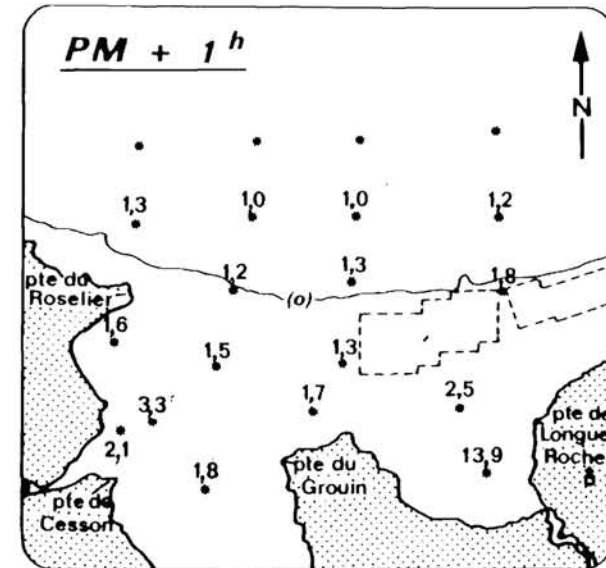 PM + 1 h
N
1,3
1,0
1,0
1,2
1,2
1,3
1,8
(o)
pte du
Roselier
1,6
1,5
1,3
3,3
1,7
2,5
2,1
1,8
13,9
pte de
Cesson
pte du
Grouin
pte de
Longue
Roche